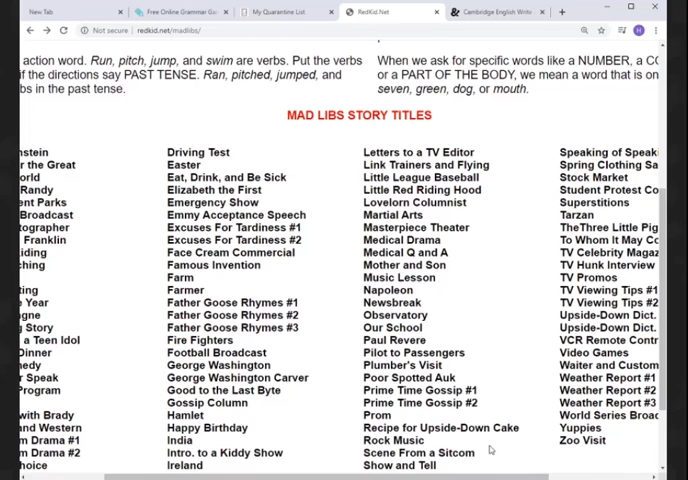 New Tab
Free Online Grammar Ga
My Quarantine List
RedKid.Net
Cambridge English Write
Not secure | redkid.net/madlibs/
action word. Run, pitch, jump, and swim are verbs. Put the verbs
if the directions say PAST TENSE. Ran, pitched, jumped, and
bs in the past tense.
When we ask for specific words like a NUMBER, a CO
or a PART OF THE BODY, we mean a word that is on
seven, green, dog, or mouth.
MAD LIBS STORY TITLES
nstein
r the Great
orld
Randy
ent Parks
Broadcast
tographer
Franklin
iding
ching
ting
e Year
gne
g Story
a Teen Idol
Dinner
nedy
r Speak
Program
with Brady
and Western
m Drama #1
m Drama #2
hoice
Driving Test
Easter
Eat, Drink, and Be Sick
Elizabeth the First
Emergency Show
Emmy Acceptance Speech
Excuses For Tardiness #1
Excuses For Tardiness #2
Face Cream Commercial
Famous Invention
Farm
Farmer
Father Goose Rhymes #1
Father Goose Rhymes #2
Father Goose Rhymes #3
Fire Fighters
Football Broadcast
George Washington
George Washington Carver
Good to the Last Byte
Gossip Column
Hamlet
Happy Birthday
India
Intro. to a Kiddy Show
Ireland
Letters to a TV Editor
Link Trainers and Flying
Little League Baseball
Little Red Riding Hood
Lovelorn Columnist
Martial Arts
Masterpiece Theater
Medical Drama
Medical Q and A
Mother and Son
Music Lesson
Napoleon
Newsbreak
Observatory
Our School
Paul Revere
Pilot to Passengers
Plumber's Visit
Poor Spotted Auk
Prime Time Gossip #1
Prime Time Gossip #2
Prom
Recipe for Upside-Down Cake
Rock Music
Scene From a Sitcom
Show and Tell
Speaking of Speaki
Spring Clothing Sa
Stock Market
Student Protest Co
Superstitions
Tarzan
TheThree Little Pig
To Whom It May Co
TV Celebrity Magaz
TV Hunk Interview
TV Promos
TV Viewing Tips #1
TV Viewing Tips #2
Upside-Down Dict.
Upside-Down Dict.
VCR Remote Contr
Video Games
Waiter and Custom
Weather Report #1
Weather Report #2
Weather Report #3
World Series Broad
Yuppies
Zoo Visit